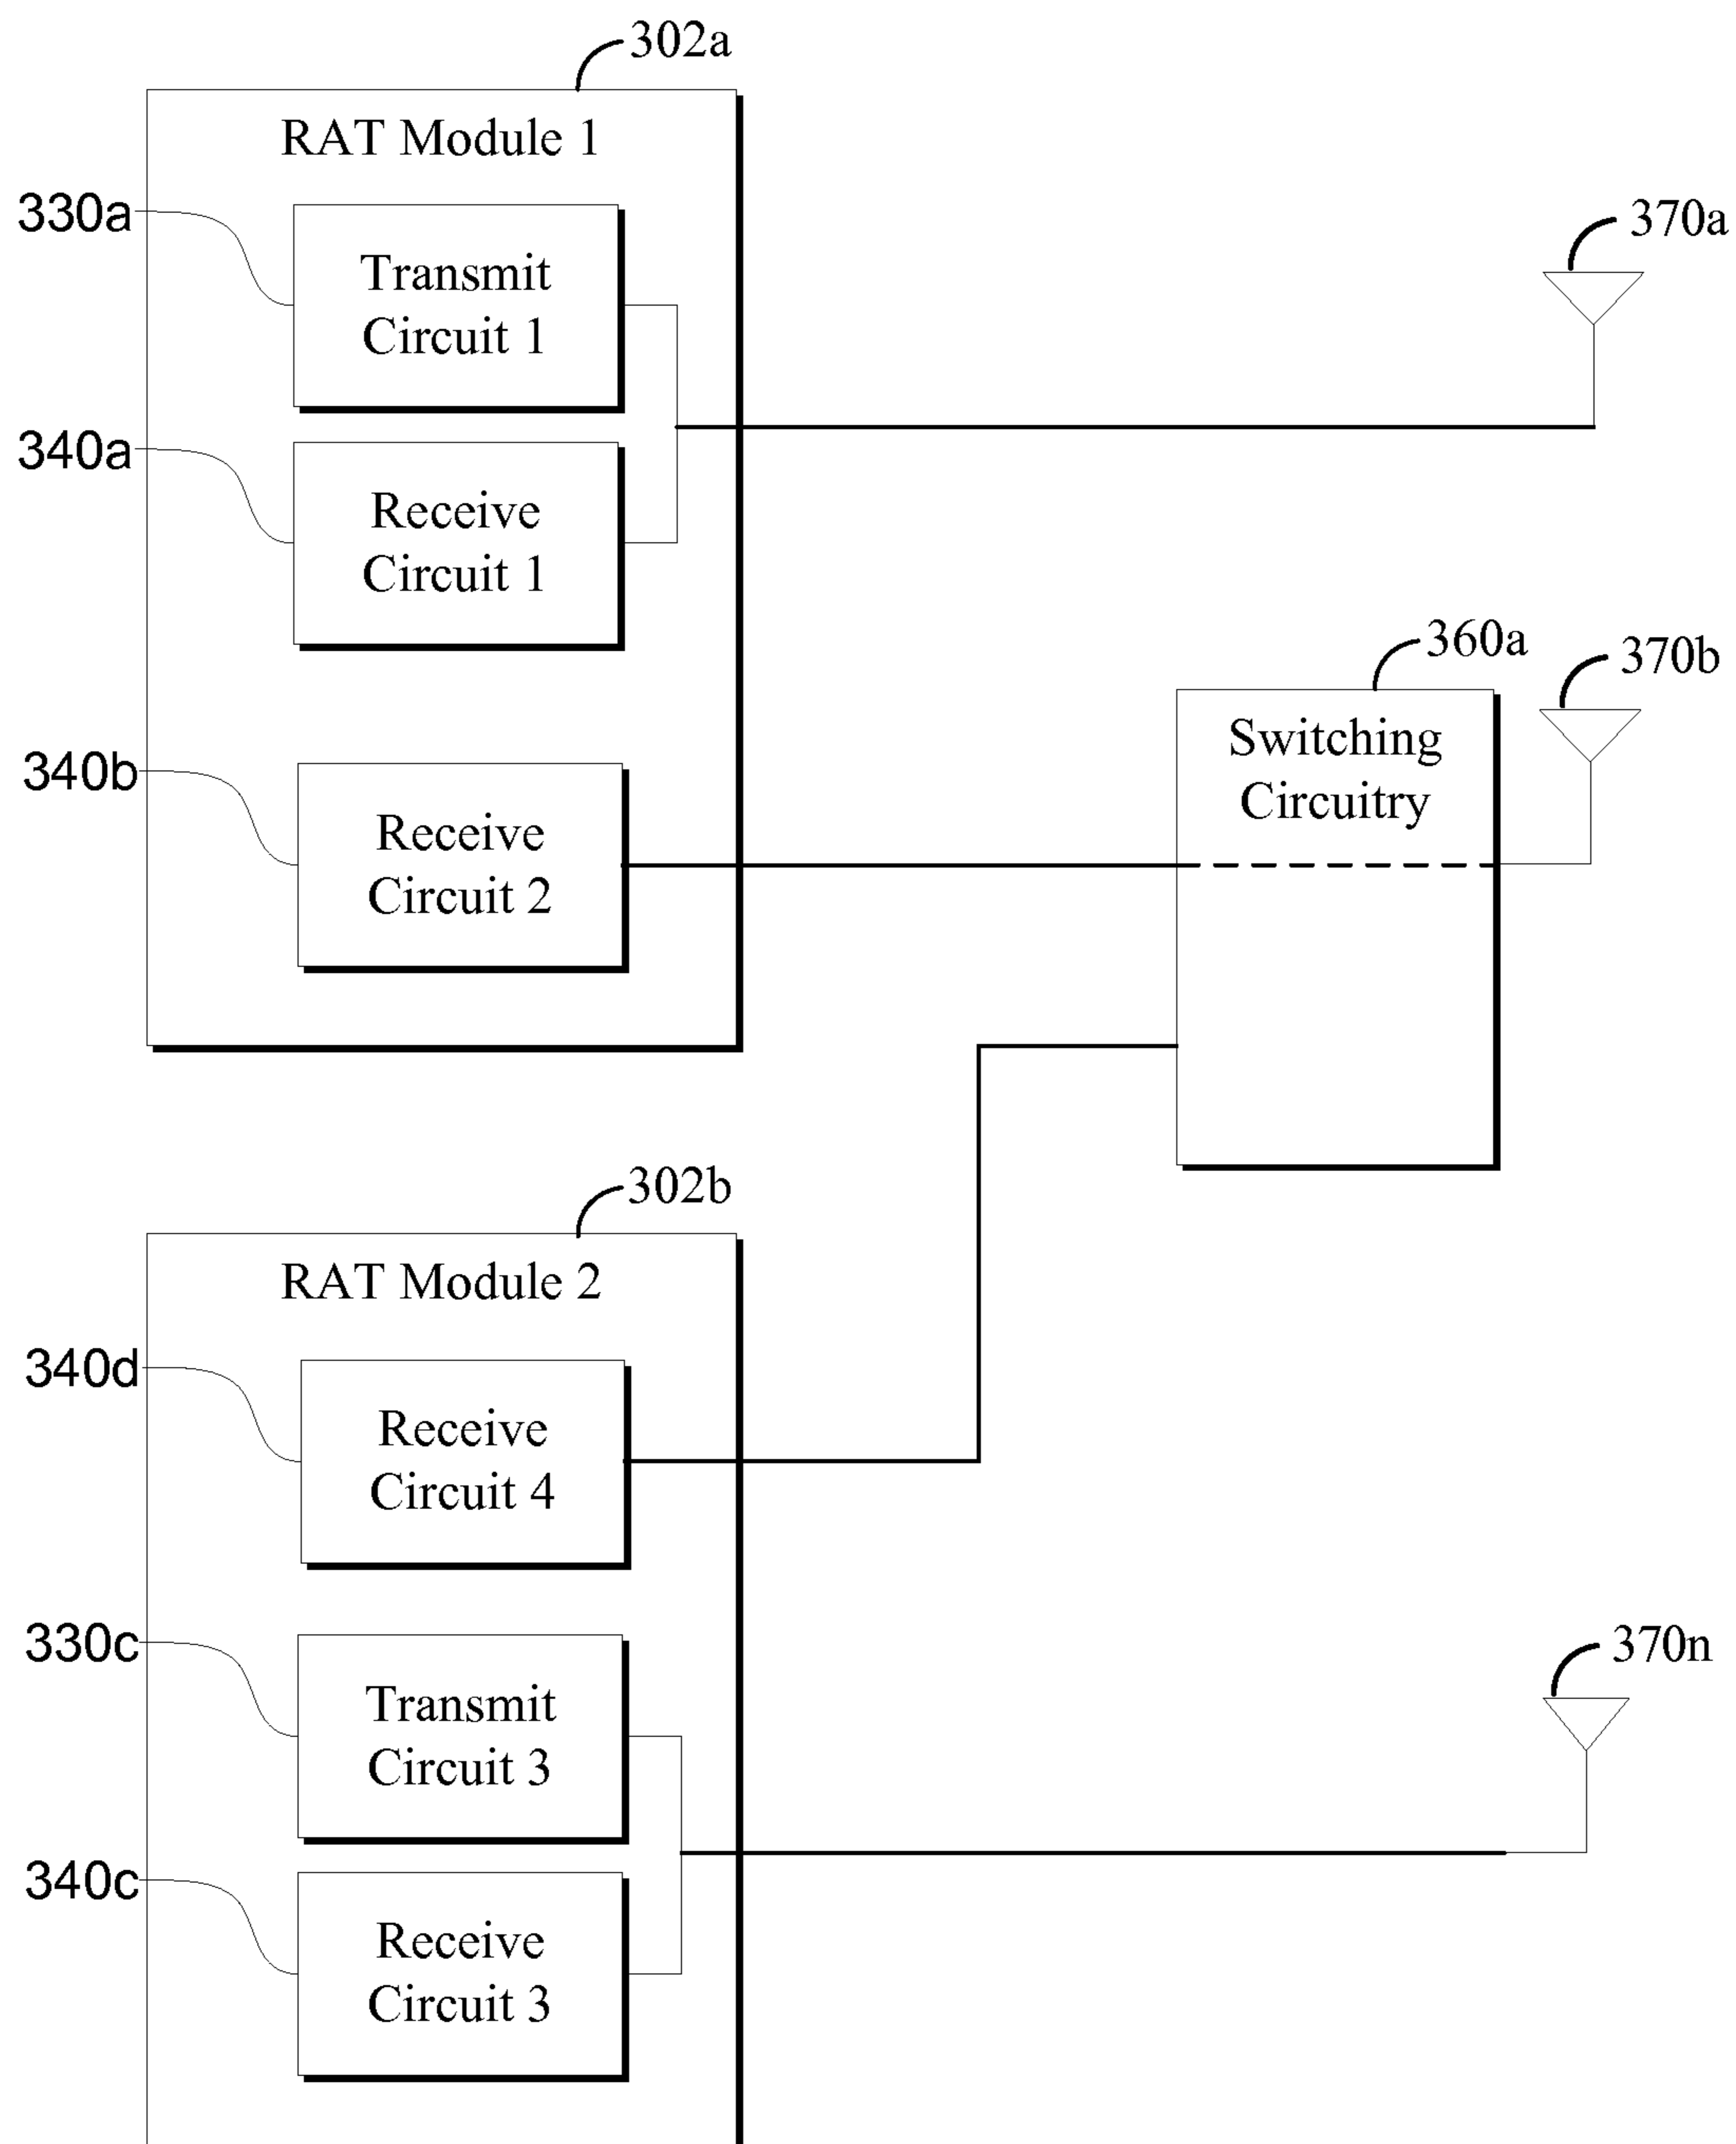 302a
RAT Module 1
330a
Transmit
Circuit 1
370a
340a
Receive
Circuit 1
360a
370b
Switching
Circuitry
340b
Receive
Circuit 2
302b
RAT Module 2
340d
Receive
Circuit 4
330c
Transmit
Circuit 3
370n
340c
Receive
Circuit 3